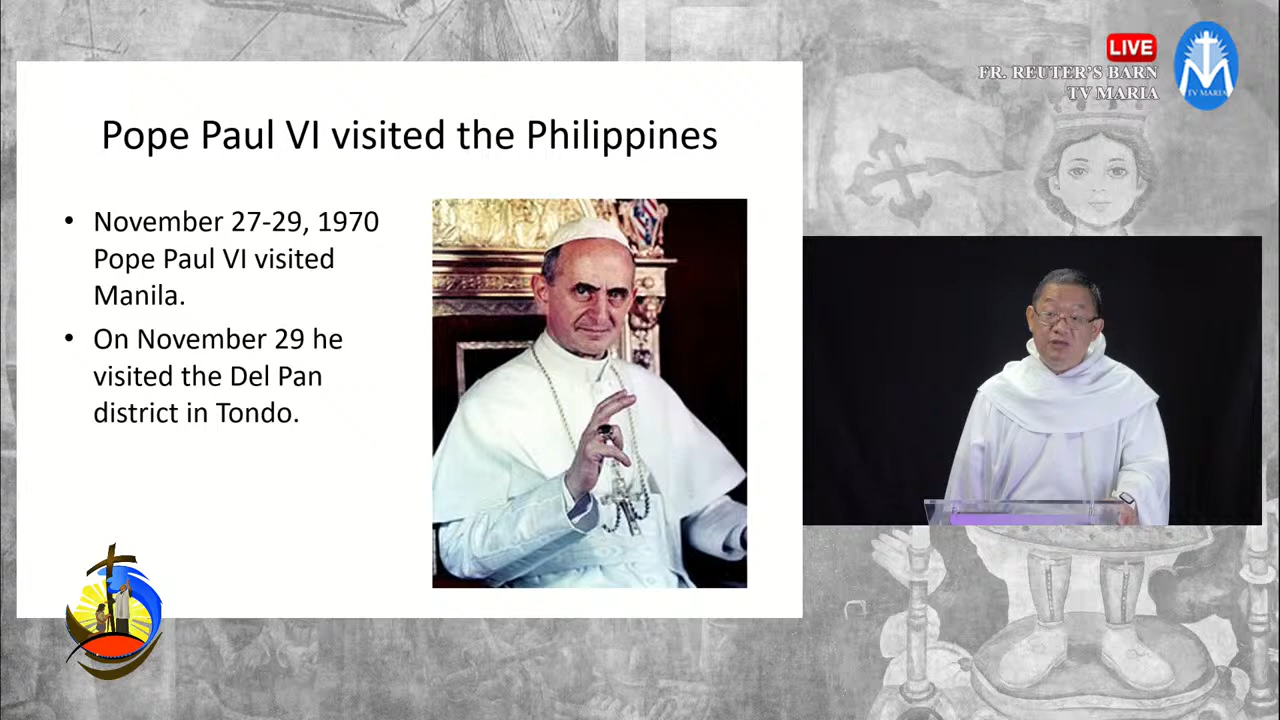 LIVE
FR. REUTER'S BARN
TV MARIA
TV MARIA
Pope Paul VI visited the Philippines
• November 27-29, 1970
Pope Paul VI visited
Manila.
• On November 29 he
visited the Del Pan
district in Tondo.